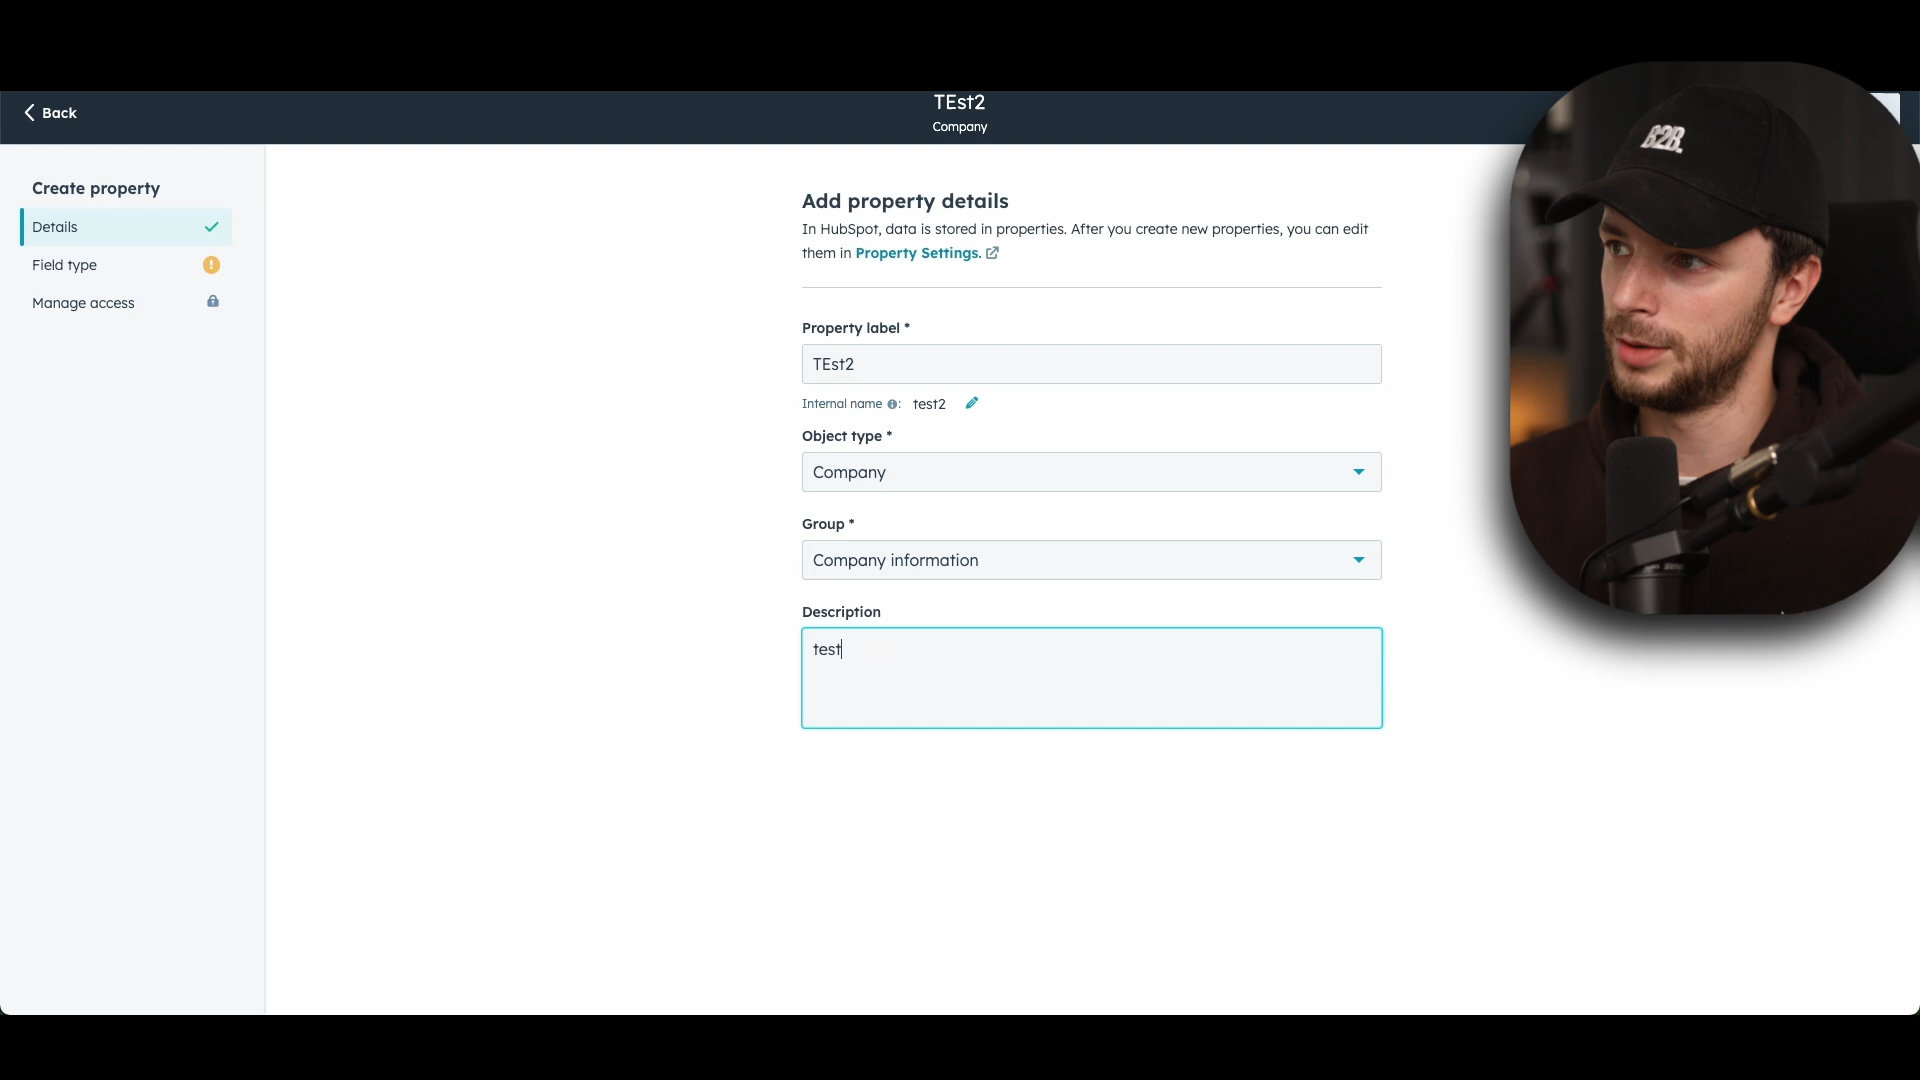 Back
TEst2
Company
B2B.
Create property
Details
Field type
Manage access
Add property details
In HubSpot, data is stored in properties. After you create new properties, you can edit
them in Property Settings.
Property label *
TEst2
Internal name : test2
Object type *
Company
Group *
Company information
Description
test